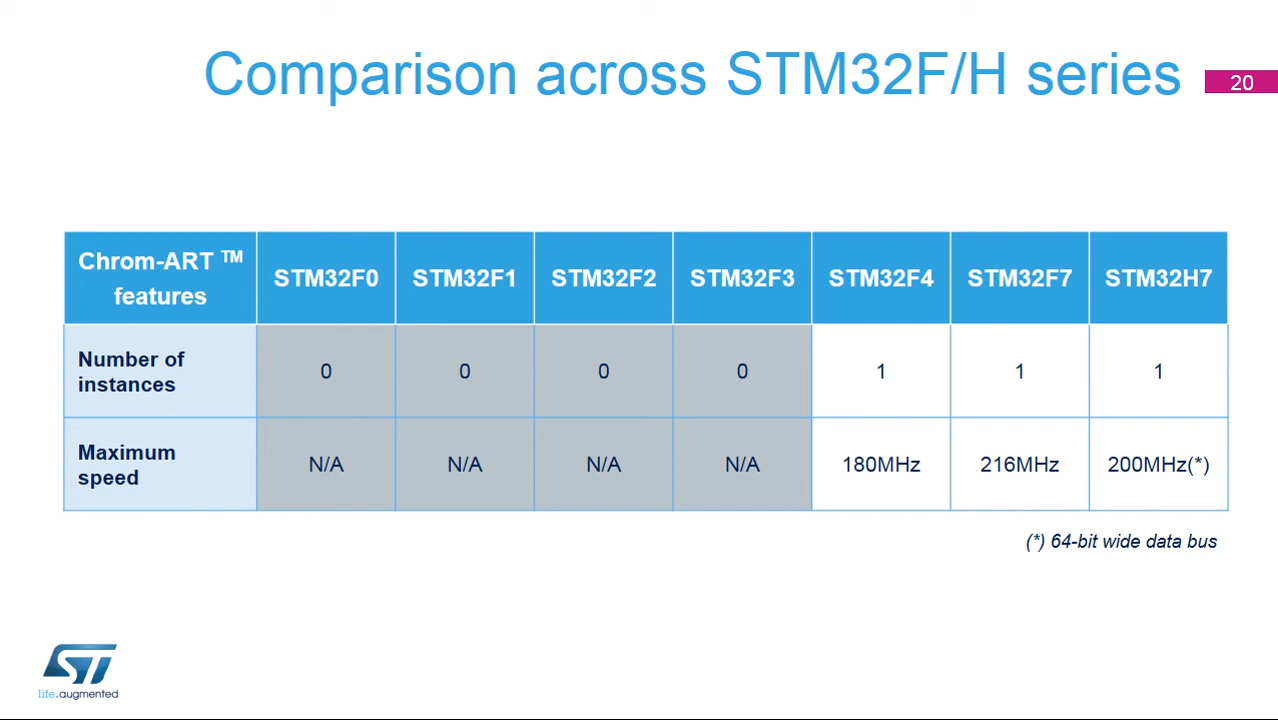 Comparison across STM32F/H series
20
Chrom-ART ™ features STM32F0 STM32F1 STM32F2 STM32F3 STM32F4 STM32F7 STM32H7
Number of instances 0 0 0 0 1 1 1
Maximum speed N/A N/A N/A N/A 180MHz 216MHz 200MHz(*)
(*) 64-bit wide data bus
ST
life.augmented